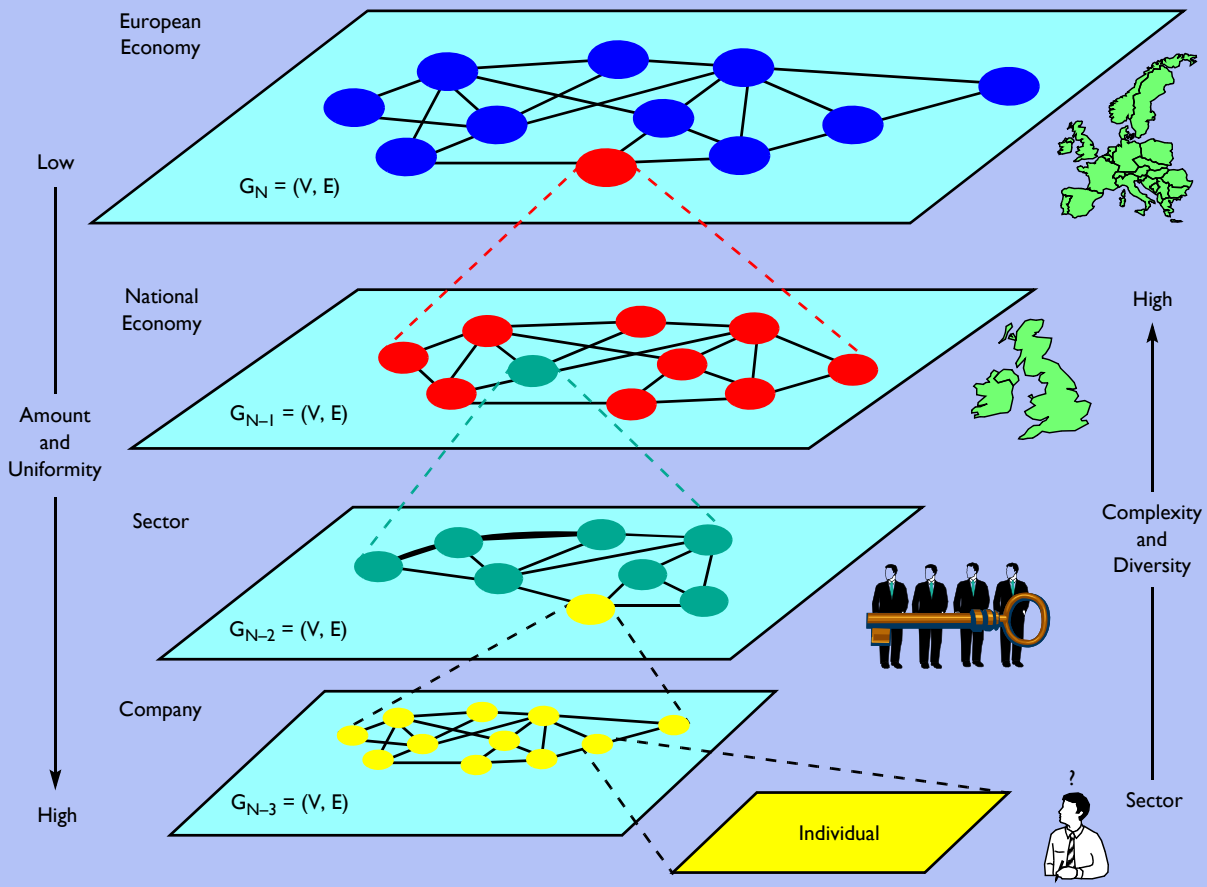 European
Economy
Low
G_N = (V, E)
National
Economy
High
Amount
and
Uniformity
G_N–1 = (V, E)
Sector
Complexity
and
Diversity
G_N–2 = (V, E)
Company
?
High
G_N–3 = (V, E)
Individual
Sector